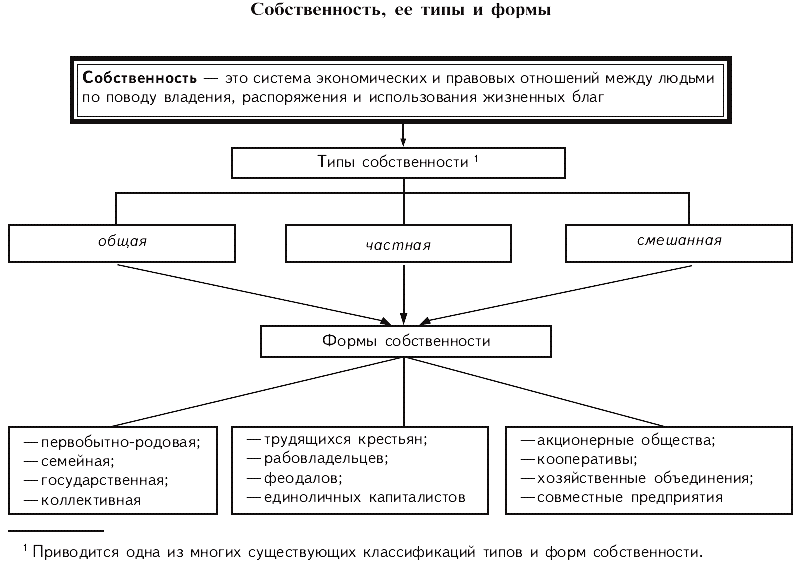 Собственность, ее типы и формы
Собственность — это система экономических и правовых отношений между людьми
по поводу владения, распоряжения и использования жизненных благ
Типы собственности ¹
общая
частная
смешанная
Формы собственности
— первобытно-родовая;
— семейная;
— государственная;
— коллективная
— трудящихся крестьян;
— рабовладельцев;
— феодалов;
— единоличных капиталистов
— акционерные общества;
— кооперативы;
— хозяйственные объединения;
— совместные предприятия
¹ Приводится одна из многих существующих классификаций типов и форм собственности.